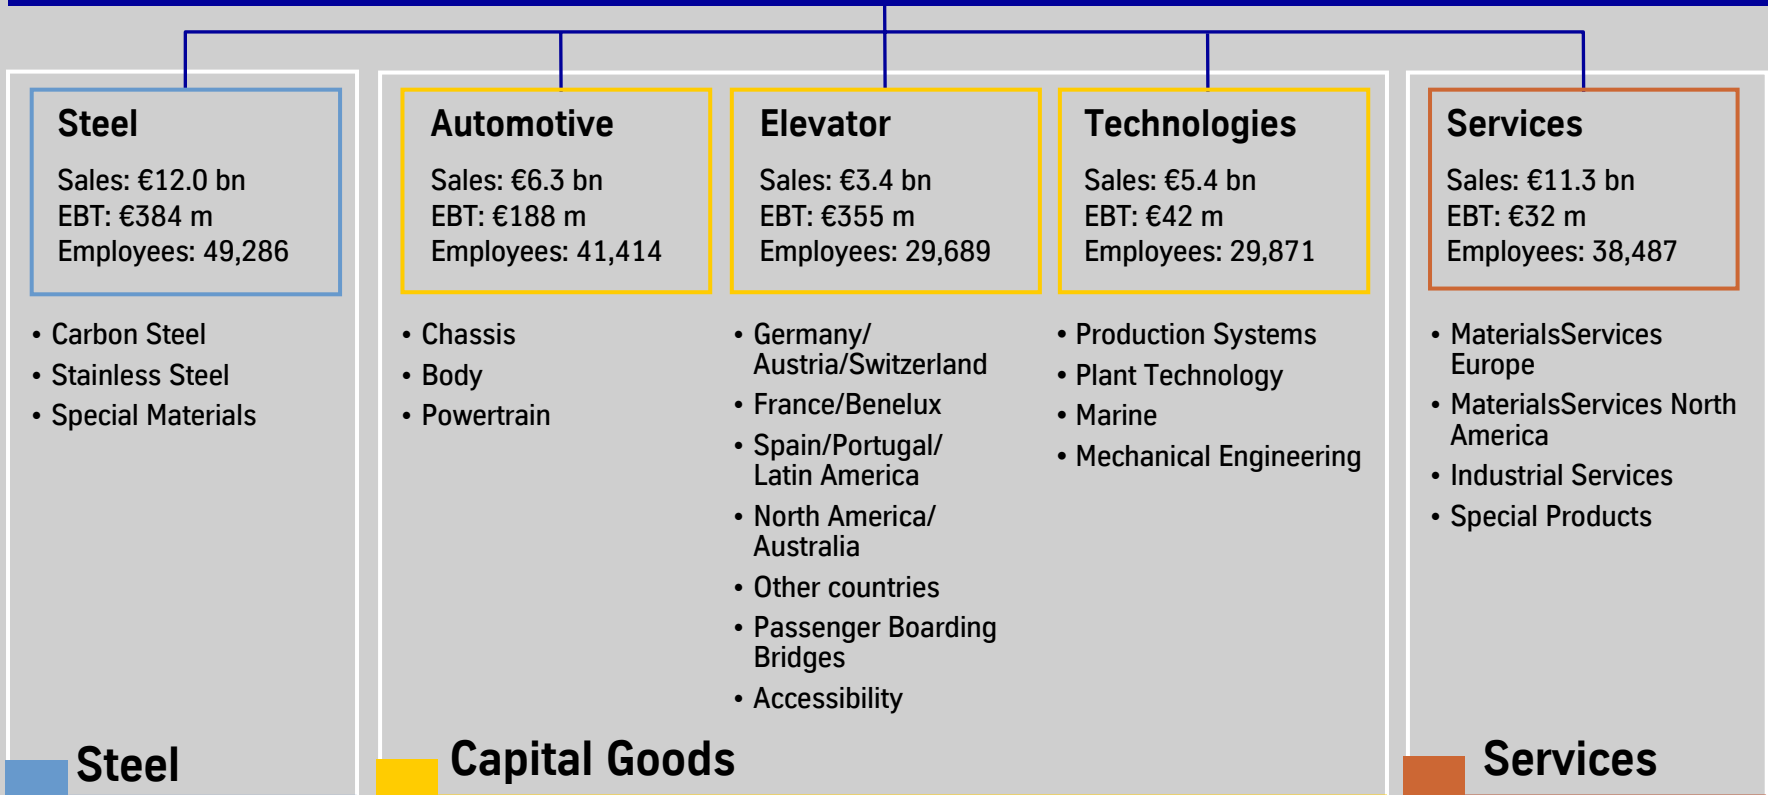 Steel
Sales: €12.0 bn
EBT: €384 m
Employees: 49,286
• Carbon Steel
• Stainless Steel
• Special Materials
Steel
Automotive
Sales: €6.3 bn
EBT: €188 m
Employees: 41,414
• Chassis
• Body
• Powertrain
Elevator
Sales: €3.4 bn
EBT: €355 m
Employees: 29,689
• Germany/
Austria/Switzerland
• France/Benelux
• Spain/Portugal/
Latin America
• North America/
Australia
• Other countries
• Passenger Boarding
Bridges
• Accessibility
Technologies
Sales: €5.4 bn
EBT: €42 m
Employees: 29,871
• Production Systems
• Plant Technology
• Marine
• Mechanical Engineering
Capital Goods
Services
Sales: €11.3 bn
EBT: €32 m
Employees: 38,487
• MaterialsServices
Europe
• MaterialsServices North
America
• Industrial Services
• Special Products
Services